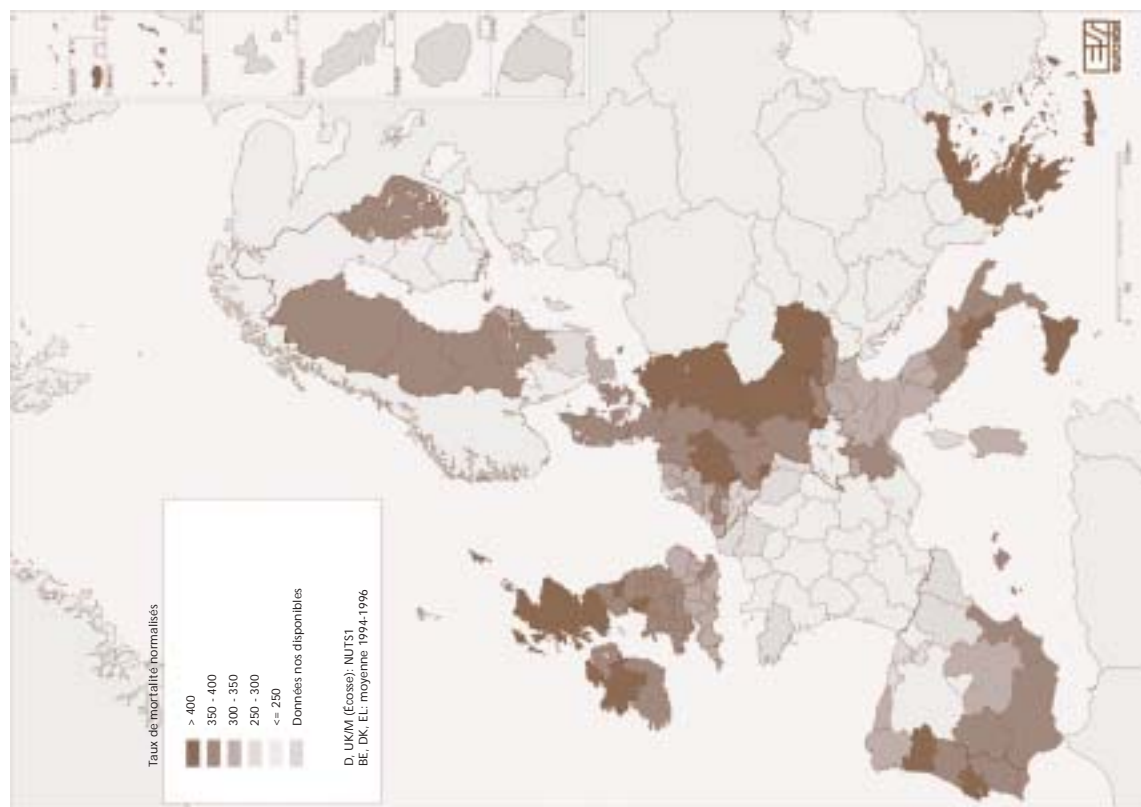 Taux de mortalité normalisés
> 400
350 - 400
300 - 350
250 - 300
<= 250
Données nos disponibles
D, UK/M (Écosse): NUTS1
BE, DK, EL: moyenne 1994-1996